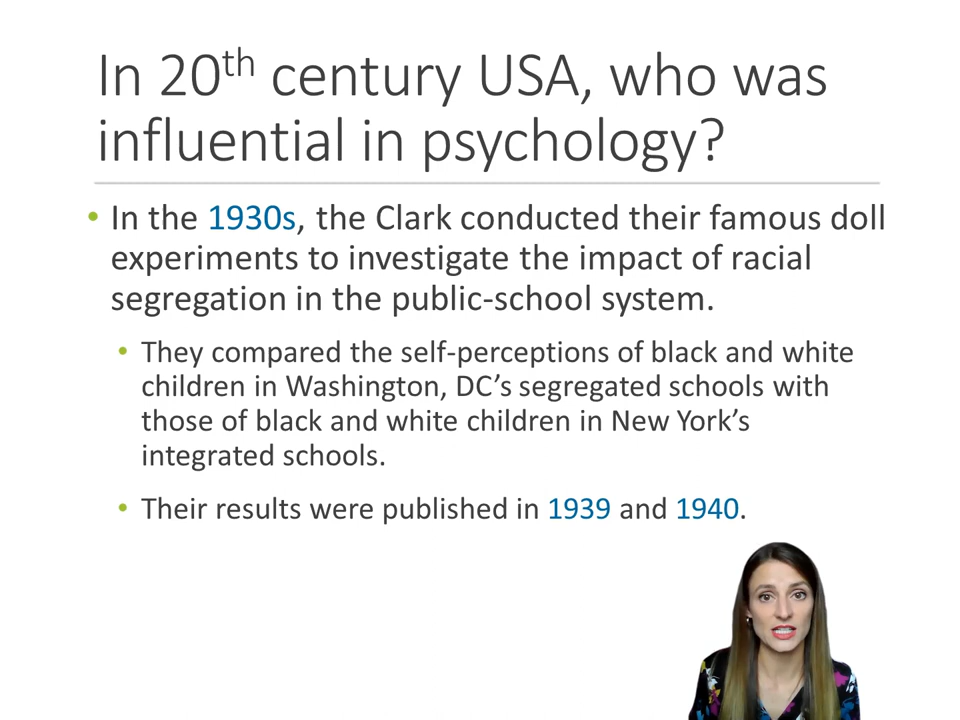 In 20th century USA, who was
influential in psychology?
• In the 1930s, the Clark conducted their famous doll
experiments to investigate the impact of racial
segregation in the public-school system.
• They compared the self-perceptions of black and white
children in Washington, DC’s segregated schools with
those of black and white children in New York’s
integrated schools.
• Their results were published in 1939 and 1940.